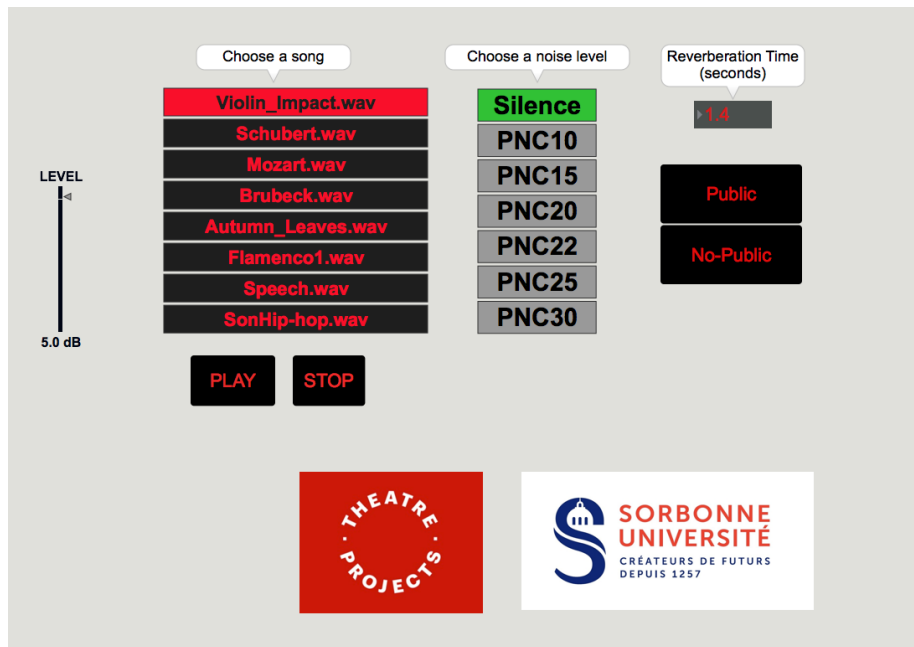 Choose a song
Choose a noise level
Reverberation Time
(seconds)
Violin_Impact.wav
Schubert.wav
Mozart.wav
Brubeck.wav
Autumn_Leaves.wav
Flamenco1.wav
Speech.wav
SonHip-hop.wav
Silence
PNC10
PNC15
PNC20
PNC22
PNC25
PNC30
1.4
Public
No-Public
LEVEL
5.0 dB
PLAY
STOP
THEATRE
PROJECTS
SORBONNE
UNIVERSITÉ
CRÉATEURS DE FUTURS
DEPUIS 1257